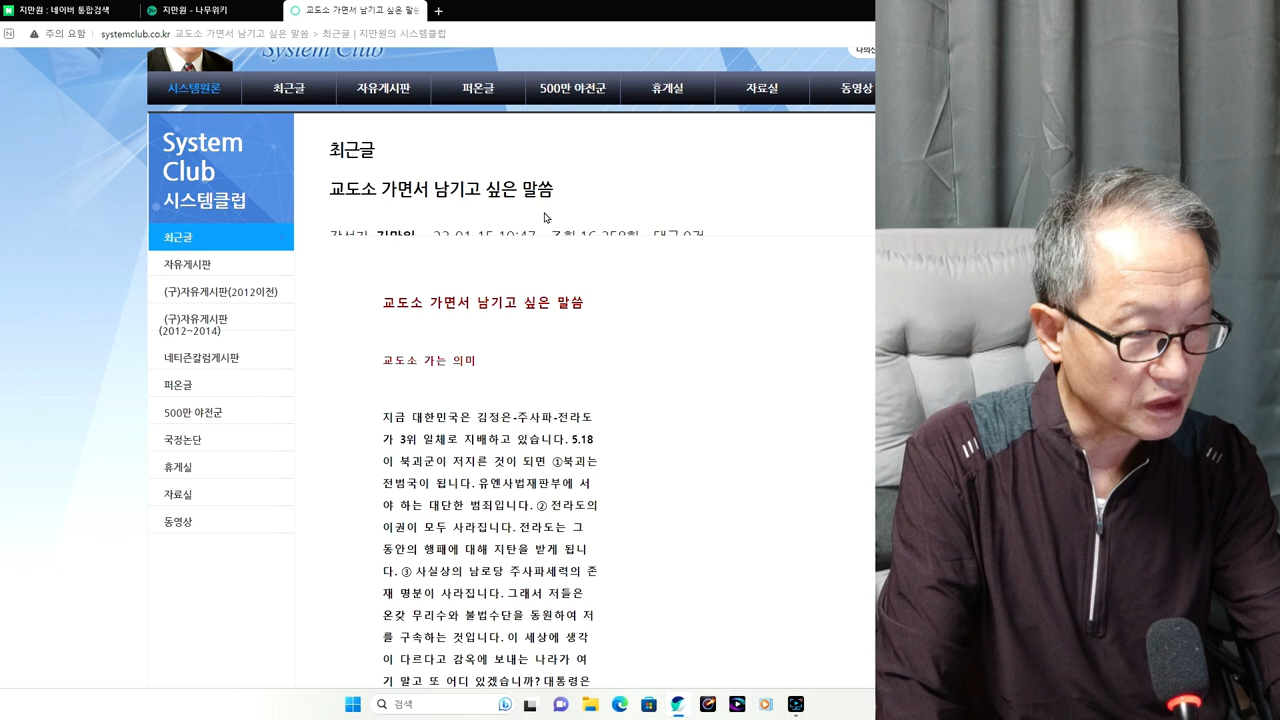 지만원 : 네이버 통합검색
지만원 - 나무위키
교도소 가면서 남기고 싶은 말씀
주의 요함 systemclub.co.kr 교도소 가면서 남기고 싶은 말씀 > 최근글 | 지만원의 시스템클럽
System Club
시스템원론 최근글 자유게시판 퍼온글 500만 야전군 휴게실 자료실 동영상
System
Club
시스템클럽
최근글
자유게시판
(구)자유게시판(2012이전)
(구)자유게시판
(2012~2014)
네티즌칼럼게시판
퍼온글
500만 야전군
국정논단
휴게실
자료실
동영상
최근글
교도소 가면서 남기고 싶은 말씀
교도소 가면서 남기고 싶은 말씀
교도소 가는 의미
지금 대한민국은 김정은-주사파-전라도
가 3위 일체로 지배하고 있습니다. 5.18
이 북괴군이 저지른 것이 되면 ①북괴는
전범국이 됩니다. 유엔사법재판부에 서
야 하는 대단한 범죄입니다. ② 전라도의
이권이 모두 사라집니다. 전라도는 그
동안의 행패에 대해 지탄을 받게 됩니
다. ③ 사실상의 남로당 주사파세력의 존
재 명분이 사라집니다. 그래서 저들은
온갖 무리수와 불법수단을 동원하여 저
를 구속하는 것입니다. 이 세상에 생각
이 다르다고 감옥에 보내는 나라가 여
기 말고 또 어디 있겠습니까? 대통령은
검색